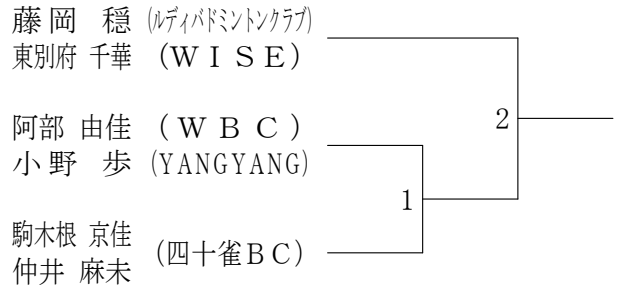 藤岡 穏 (ルディバドミントンクラブ)
東別府 千華 (ＷＩＳＥ)
2
阿部 由佳 (ＷＢＣ)
小野 歩 (YANGYANG)
1
駒木根 京佳
仲井 麻未
(四十雀ＢＣ)